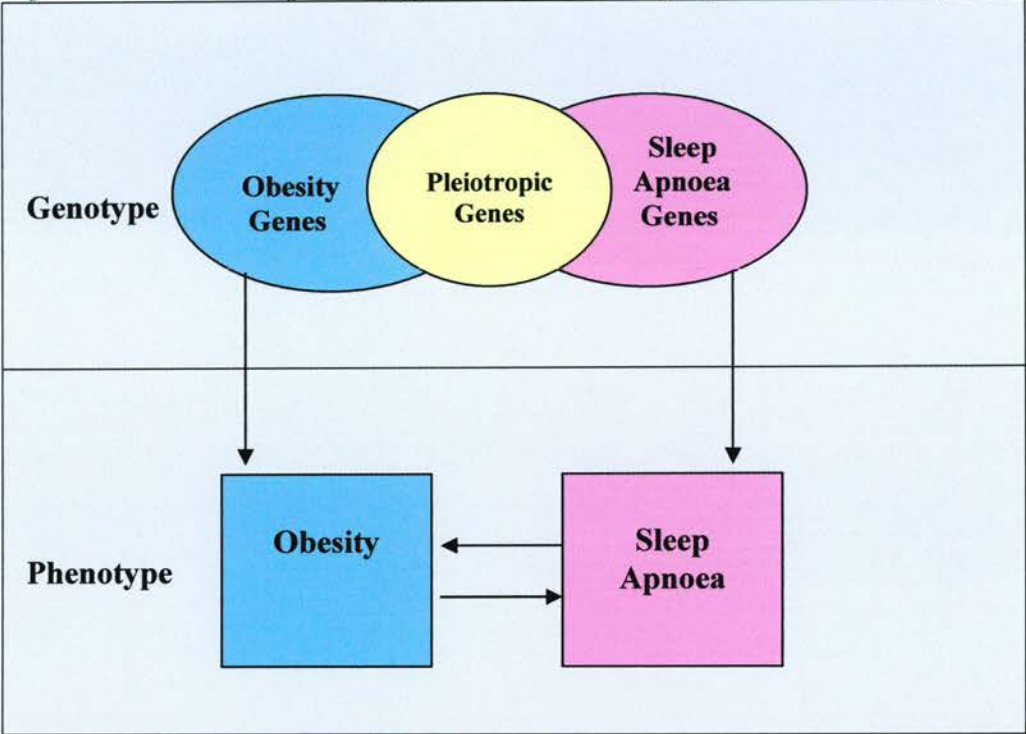 Genotype
Obesity
Genes
Pleiotropic
Genes
Sleep
Apnoea
Genes
Phenotype
Obesity
Sleep
Apnoea